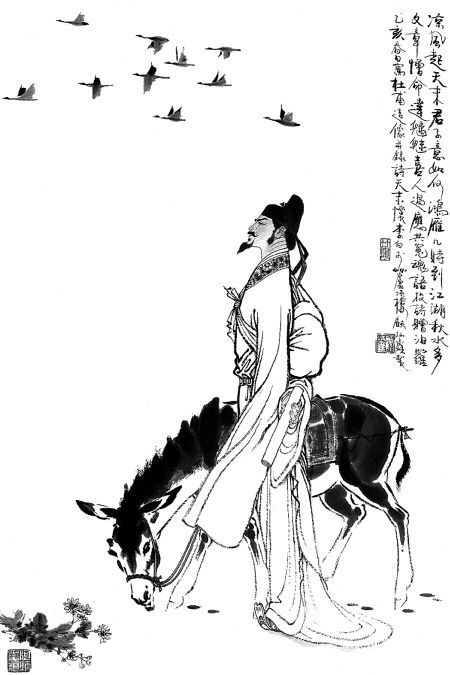 凉風起天末君子意如何鴻雁几時到江湖秋水多
文章憎命達魑魅喜人過應共冤魂語投詩贈汨羅
乙亥春日寫杜甫造像并錄詩天末懷李白於